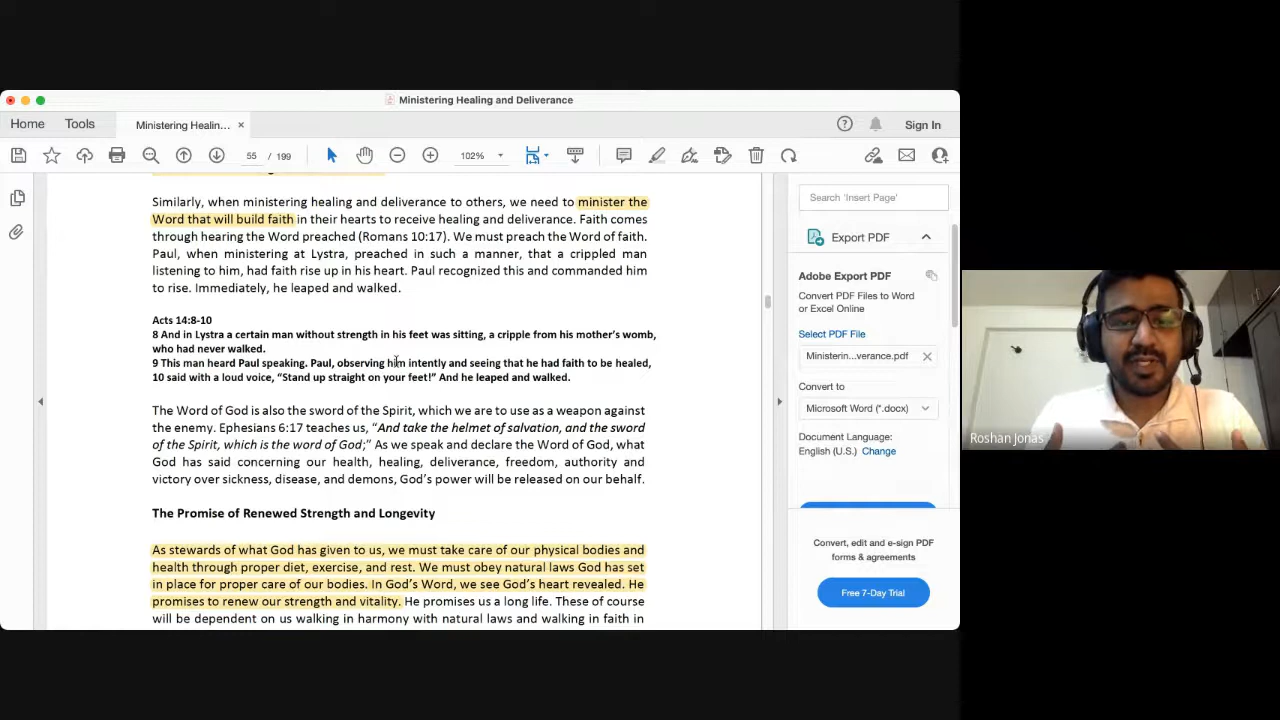 Ministering Healing and Deliverance
Home
Tools
Ministering Healin...
Sign In
55 / 199
102%
Similarly, when ministering healing and deliverance to others, we need to minister the
Word that will build faith in their hearts to receive healing and deliverance. Faith comes
through hearing the Word preached (Romans 10:17). We must preach the Word of faith.
Paul, when ministering at Lystra, preached in such a manner, that a crippled man
listening to him, had faith rise up in his heart. Paul recognized this and commanded him
to rise. Immediately, he leaped and walked.
Acts 14:8-10
8 And in Lystra a certain man without strength in his feet was sitting, a cripple from his mother's womb,
who had never walked.
9 This man heard Paul speaking. Paul, observing him intently and seeing that he had faith to be healed,
10 said with a loud voice, "Stand up straight on your feet!" And he leaped and walked.
The Word of God is also the sword of the Spirit, which we are to use as a weapon against
the enemy. Ephesians 6:17 teaches us, "And take the helmet of salvation, and the sword
of the Spirit, which is the word of God;" As we speak and declare the Word of God, what
God has said concerning our health, healing, deliverance, freedom, authority and
victory over sickness, disease, and demons, God's power will be released on our behalf.
The Promise of Renewed Strength and Longevity
As stewards of what God has given to us, we must take care of our physical bodies and
health through proper diet, exercise, and rest. We must obey natural laws God has set
in place for proper care of our bodies. In God's Word, we see God's heart revealed. He
promises to renew our strength and vitality. He promises us a long life. These of course
will be dependent on us walking in harmony with natural laws and walking in faith in
Search 'Insert Page'
Export PDF
Adobe Export PDF
Convert PDF Files to Word
or Excel Online
Select PDF File
Ministerin...verance.pdf
Convert to
Microsoft Word (*.docx)
Document Language:
English (U.S.) Change
Convert, edit and e-sign PDF
forms & agreements
Free 7-Day Trial
Roshan Jonas